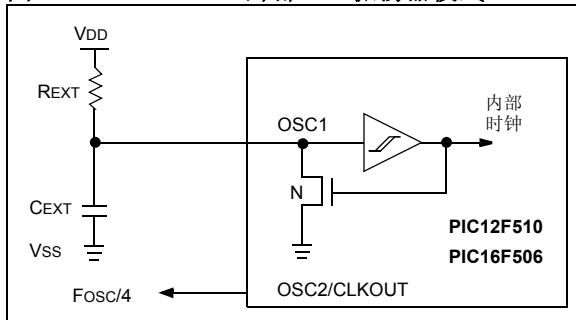 VDD
REXT
OSC1
内部
时钟
N
CEXT
VSS
PIC12F510
PIC16F506
FOSC/4
OSC2/CLKOUT